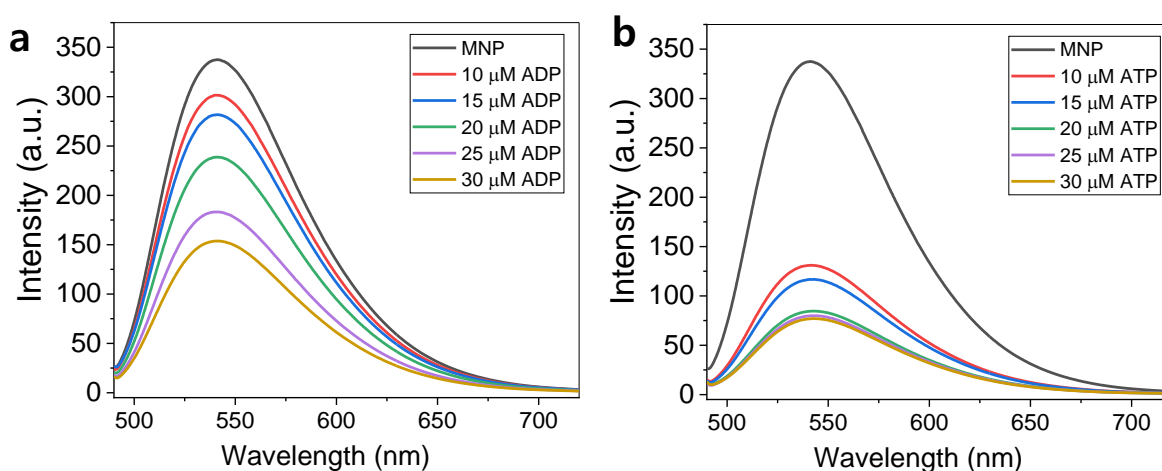 a
350
300
250
200
150
100
50
0
Intensity (a.u.)
500 550 600 650 700
Wavelength (nm)
MNP
10 μM ADP
15 μM ADP
20 μM ADP
25 μM ADP
30 μM ADP
b
350
300
250
200
150
100
50
0
Intensity (a.u.)
500 550 600 650 700
Wavelength (nm)
MNP
10 μM ATP
15 μM ATP
20 μM ATP
25 μM ATP
30 μM ATP